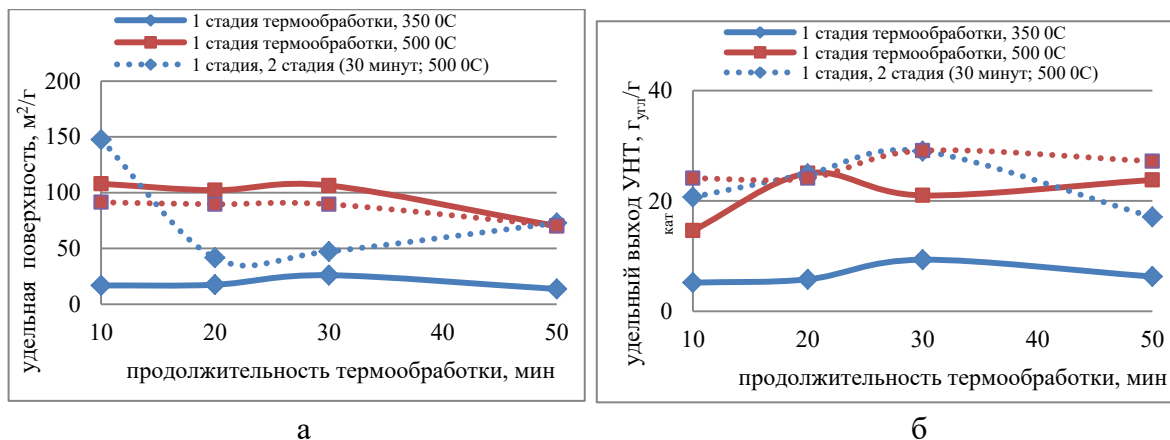 1 стадия термообработки, 350 0С
1 стадия термообработки, 500 0С
1 стадия, 2 стадия (30 минут; 500 0С)
удельная поверхность, м²/г
200
150
100
50
0
10 20 30 40 50
продолжительность термообработки, мин
а
1 стадия термообработки, 350 0С
1 стадия термообработки, 500 0С
1 стадия, 2 стадия (30 минут; 500 0С)
удельный выход УНТ, гугл/г
кат
40
20
0
10 20 30 40 50
продолжительность термообработки, мин
б